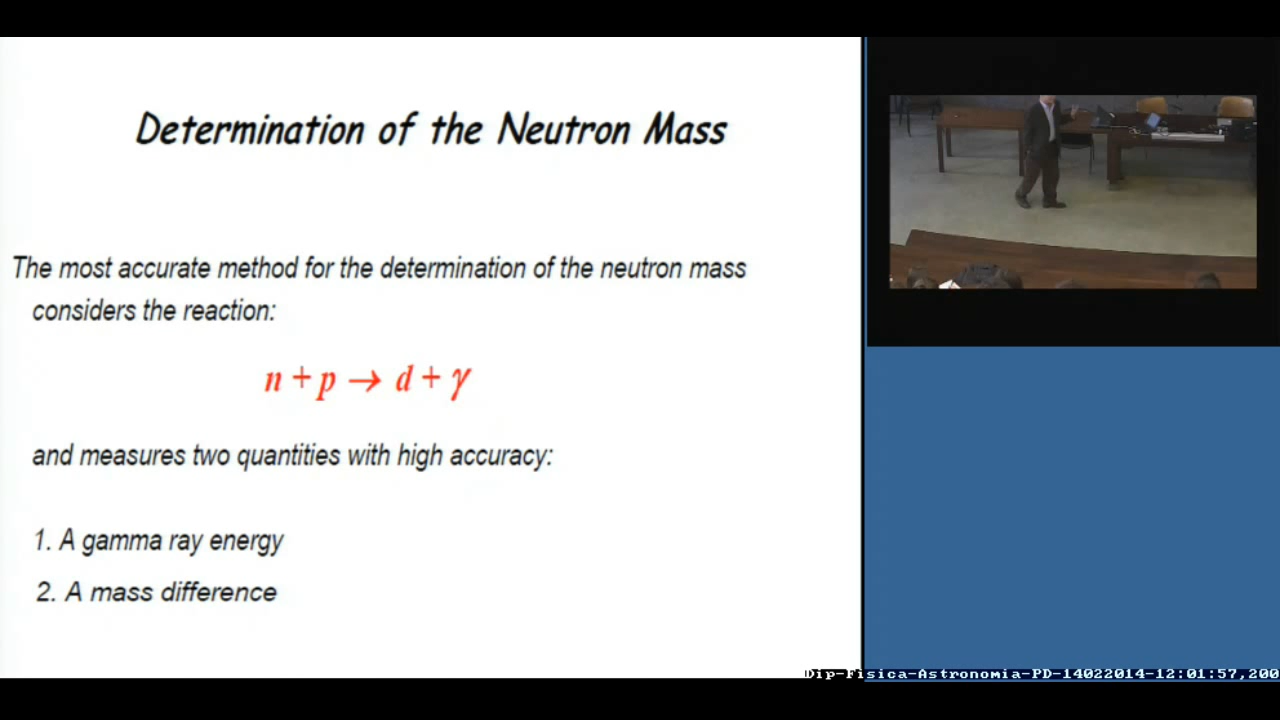 Determination of the Neutron Mass
The most accurate method for the determination of the neutron mass
considers the reaction:
n + p → d + γ
and measures two quantities with high accuracy:
1. A gamma ray energy
2. A mass difference
Dip-Fisica-Astronomia-PD-14022014-12:01:57,200